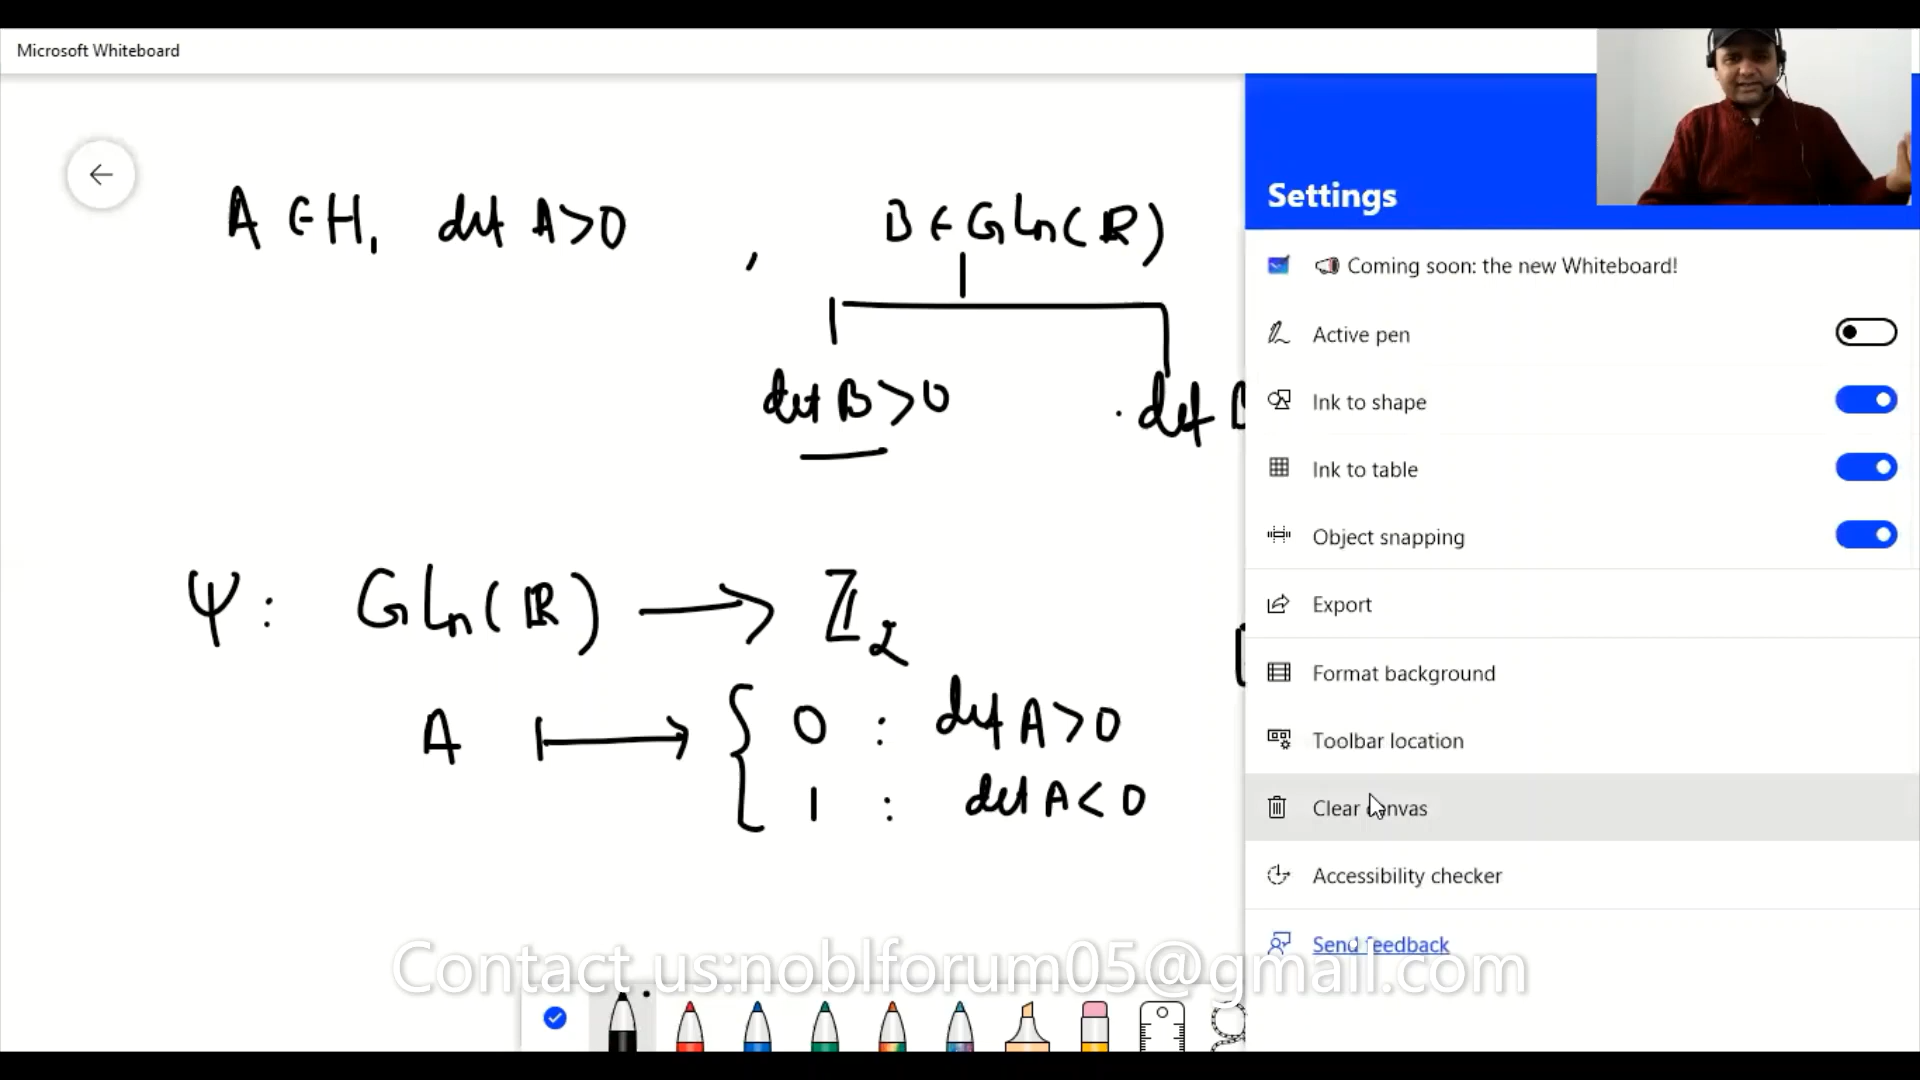 Microsoft Whiteboard
A ∈ H, det A > 0 , B ∈ GLn(ℝ)
det B > 0 . det B
ψ : GLn(ℝ) → ℤ2
A ↦ { 0 : det A > 0
1 : det A < 0
Settings
Coming soon: the new Whiteboard!
Active pen
Ink to shape
Ink to table
Object snapping
Export
Format background
Toolbar location
Clear canvas
Accessibility checker
Send feedback
Contact us:noblforum05@gmail.com